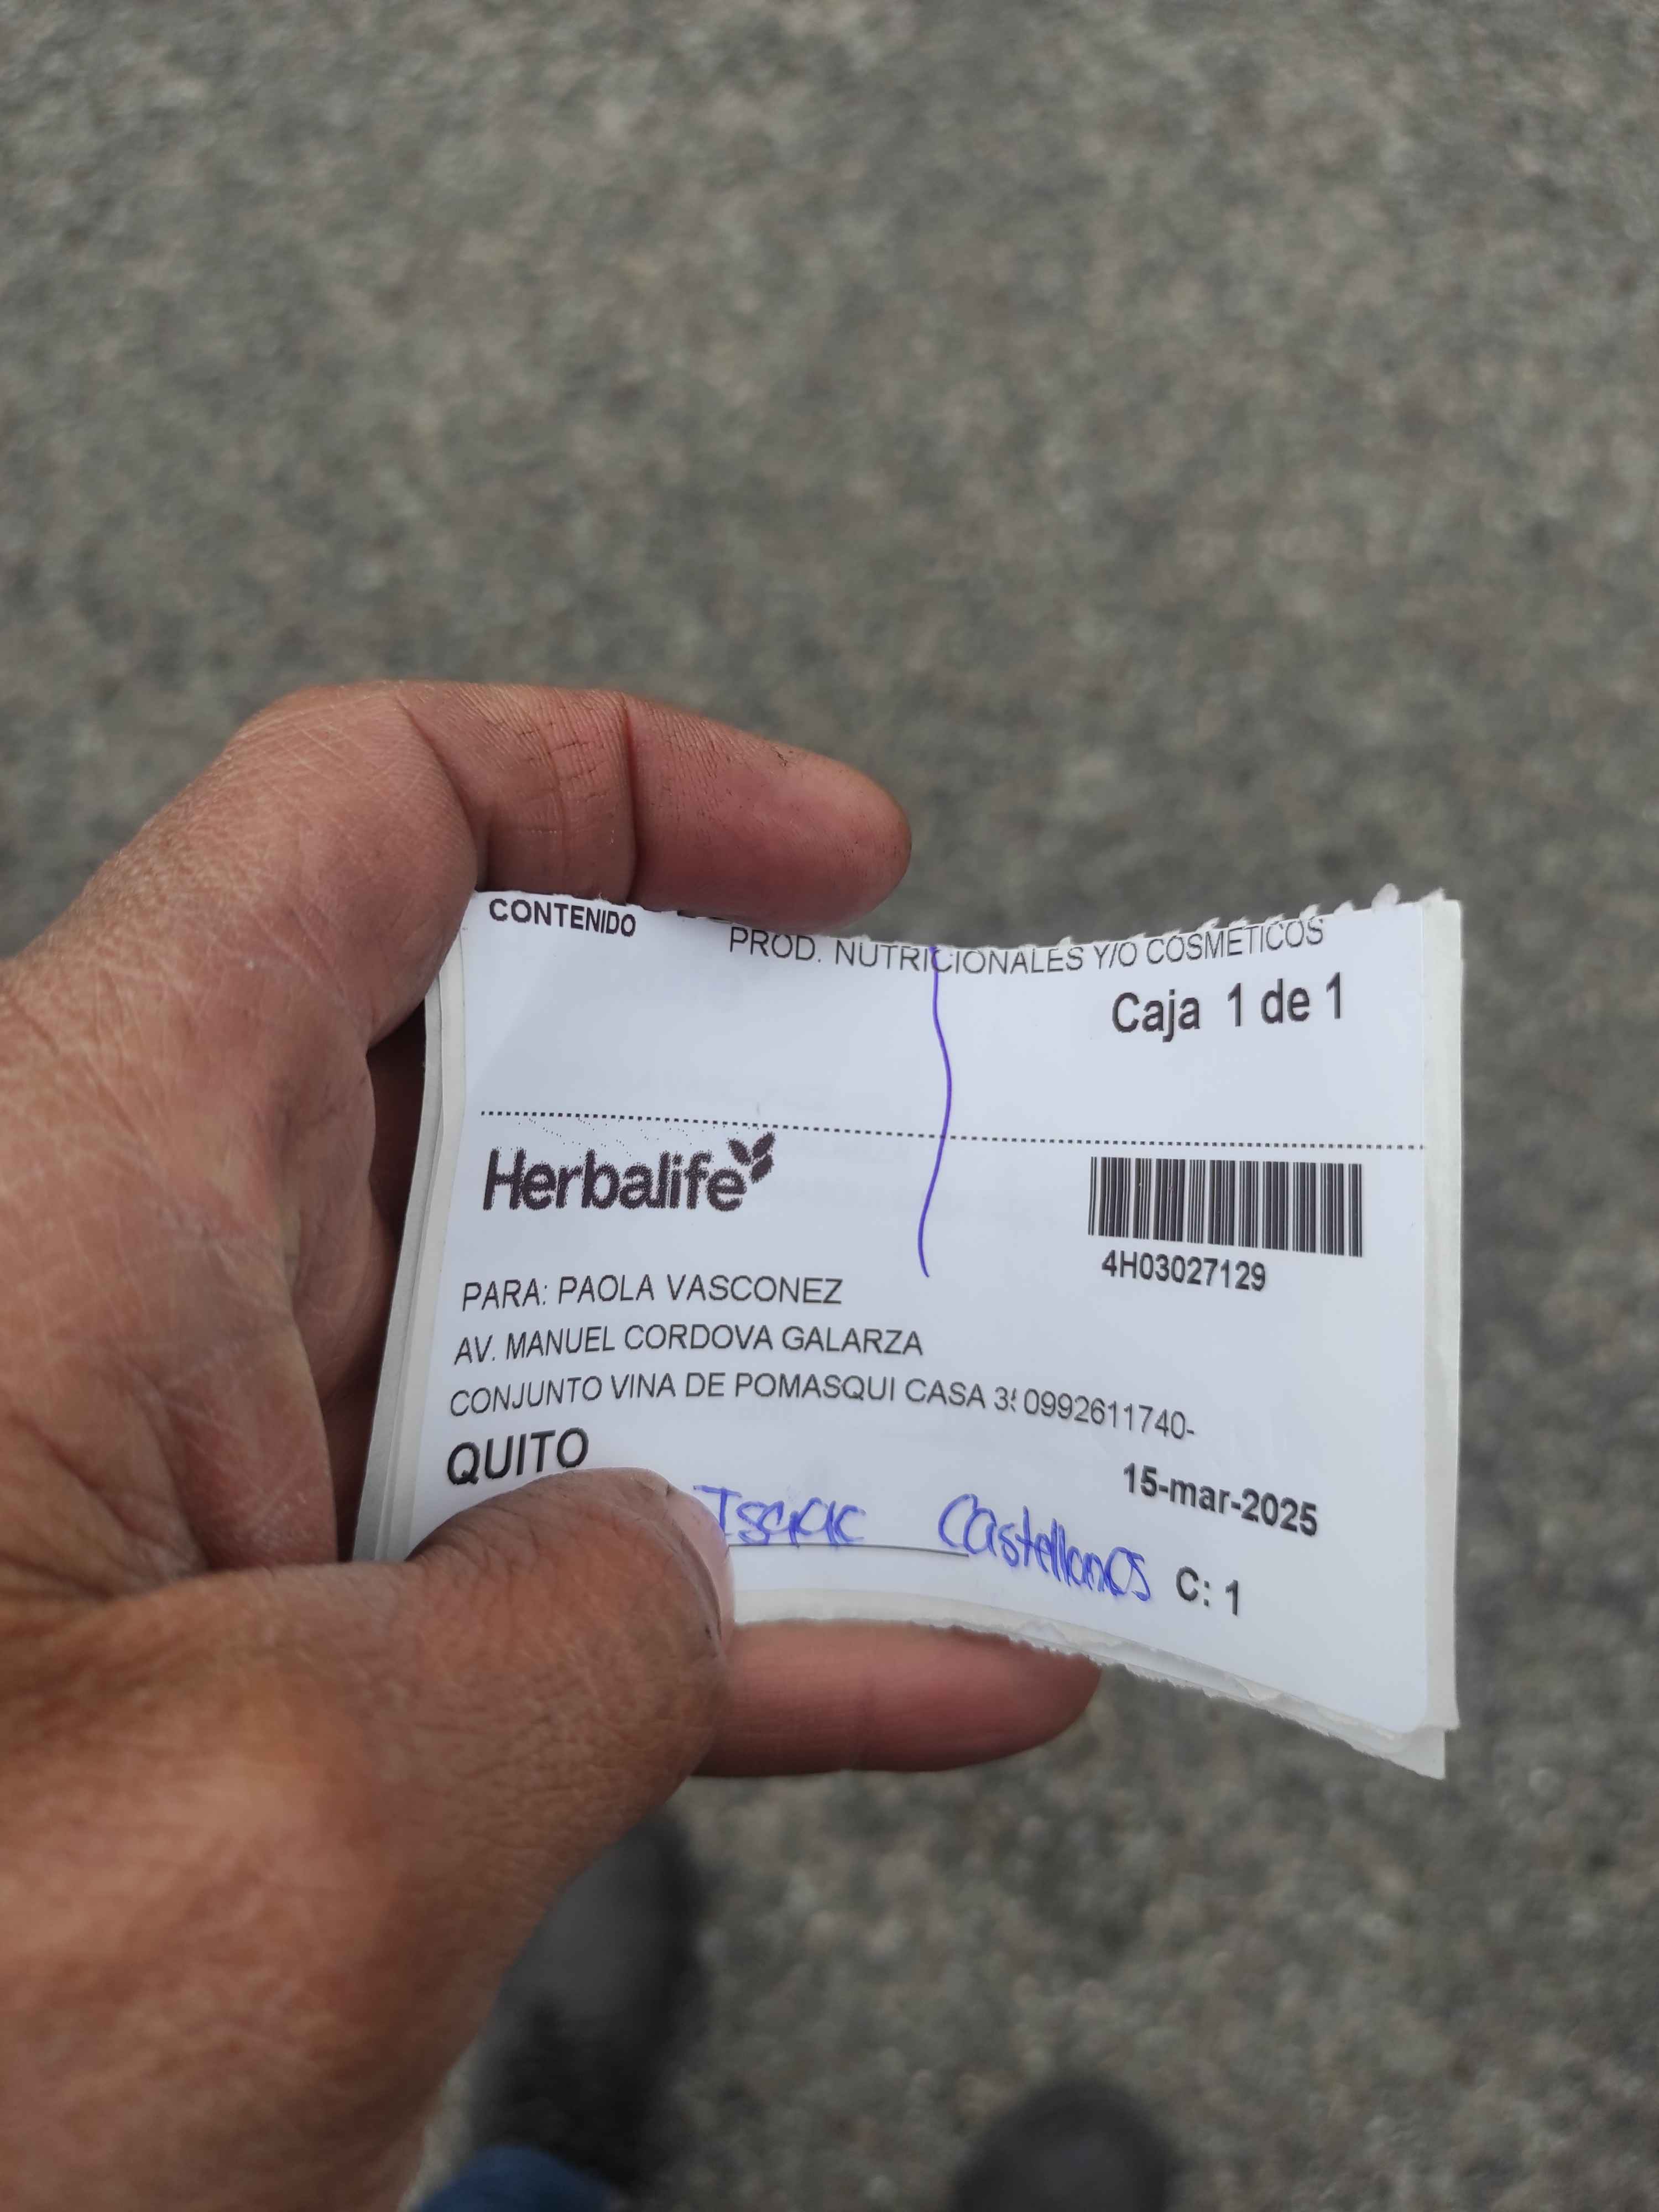 CONTENIDO
PROD. NUTRICIONALES Y/O COSMETICOS
Caja 1 de 1
Herbalife
4H03027129
PARA: PAOLA VASCONEZ
AV. MANUEL CORDOVA GALARZA
CONJUNTO VINA DE POMASQUI CASA 0992611740-
QUITO
15-mar-2025
Isaac Castellanos
C: 1